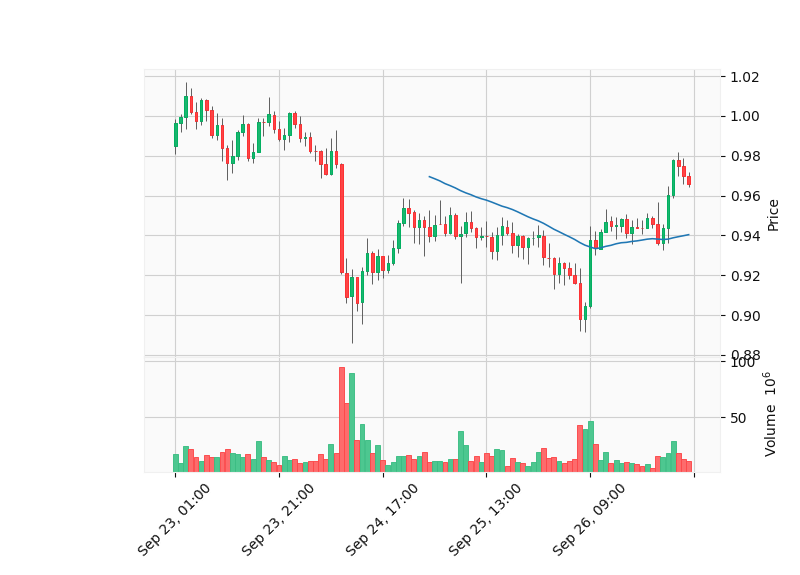 1.02
1.00
0.98
0.96
0.94
0.92
0.90
0.88
Price
100
50
Volume 10^6
Sep 23, 01:00
Sep 23, 21:00
Sep 24, 17:00
Sep 25, 13:00
Sep 26, 09:00